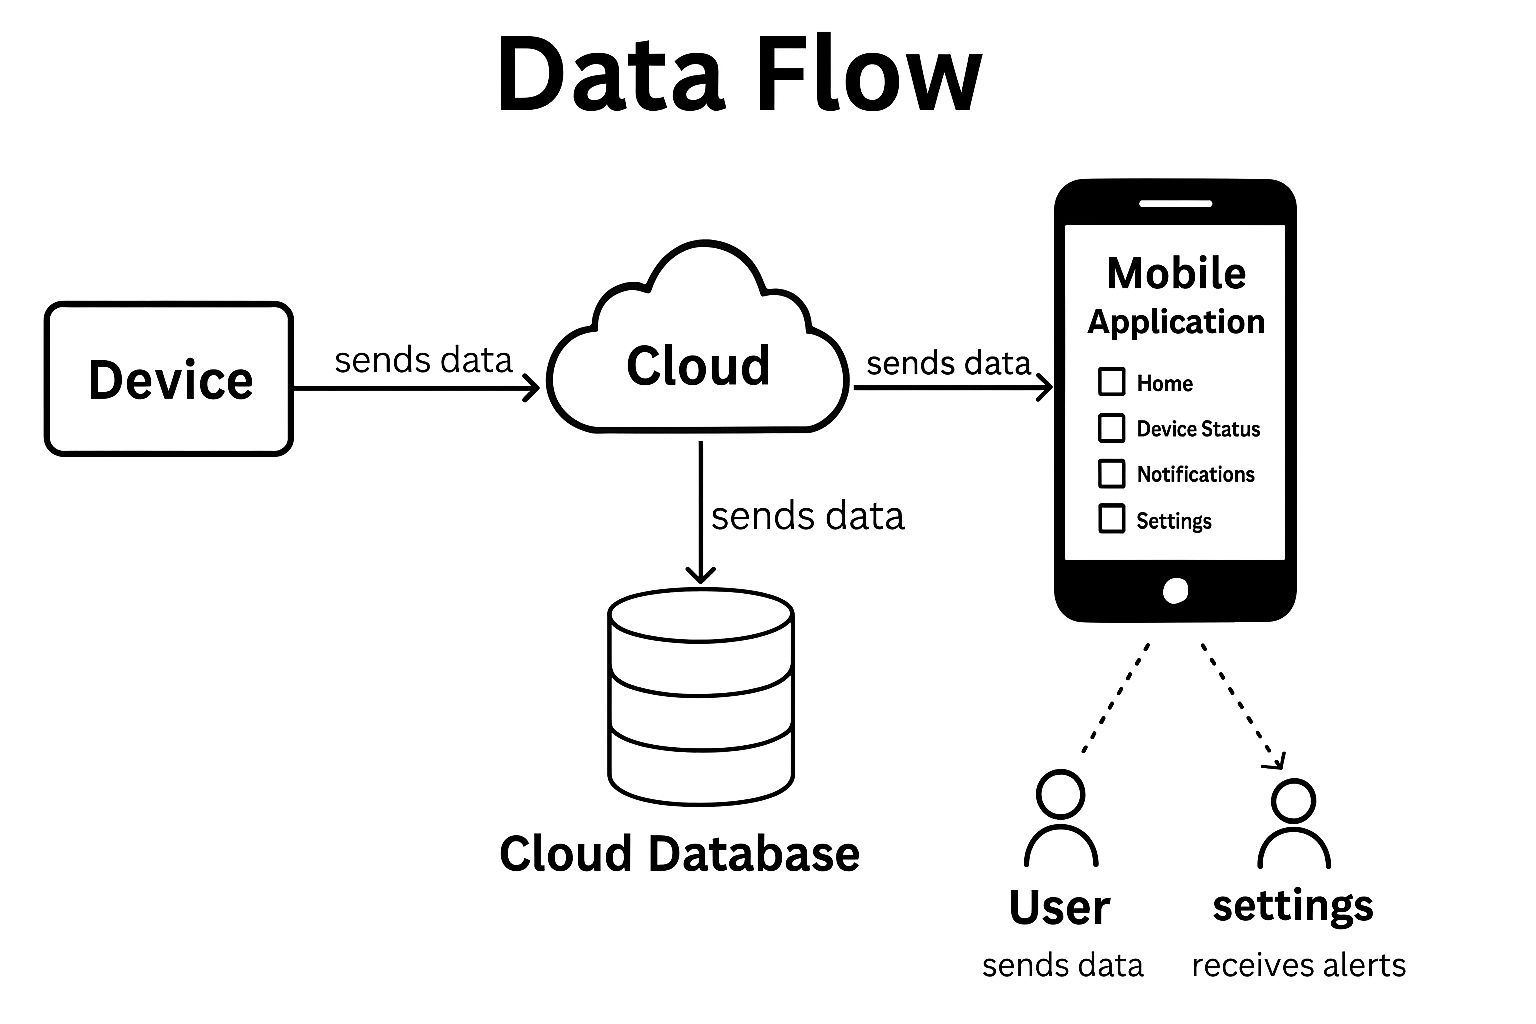 Data Flow
Device
sends data
Cloud
sends data
Mobile
Application
Home
Device Status
Notifications
Settings
sends data
Cloud Database
User
sends data
settings
receives alerts